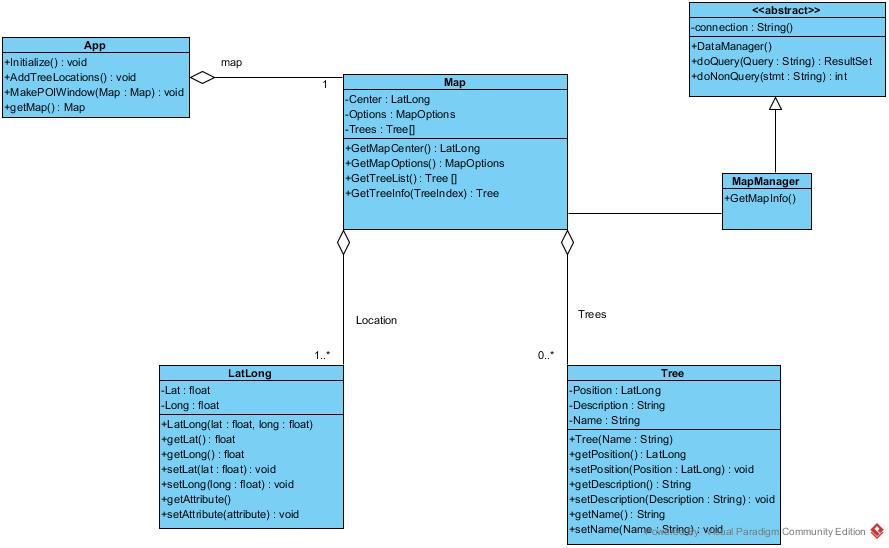 App
+Initialize() : void
+AddTreeLocations() : void
+MakePOIWindow(Map : Map) : void
+getMap() : Map
map
1
Map
-Center : LatLong
-Options : MapOptions
-Trees : Tree[]
+GetMapCenter() : LatLong
+GetMapOptions() : MapOptions
+GetTreeList() : Tree []
+GetTreeInfo(TreeIndex) : Tree
<<abstract>>
-connection : String()
+DataManager()
+doQuery(Query : String) : ResultSet
+doNonQuery(stmt : String) : int
MapManager
+GetMapInfo()
Location
1..*
Trees
0..*
LatLong
-Lat : float
-Long : float
+LatLong(lat : float, long : float)
+getLat() : float
+getLong() : float
+setLat(lat : float) : void
+setLong(long : float) : void
+getAttribute()
+setAttribute(attribute) : void
Tree
-Position : LatLong
-Description : String
-Name : String
+Tree(Name : String)
+getPosition() : LatLong
+setPosition(Position : LatLong) : void
+getDescription() : String
+setDescription(Description : String) : void
+getName() : String
+setName(Name : String) : void
Powered By Visual Paradigm Community Edition